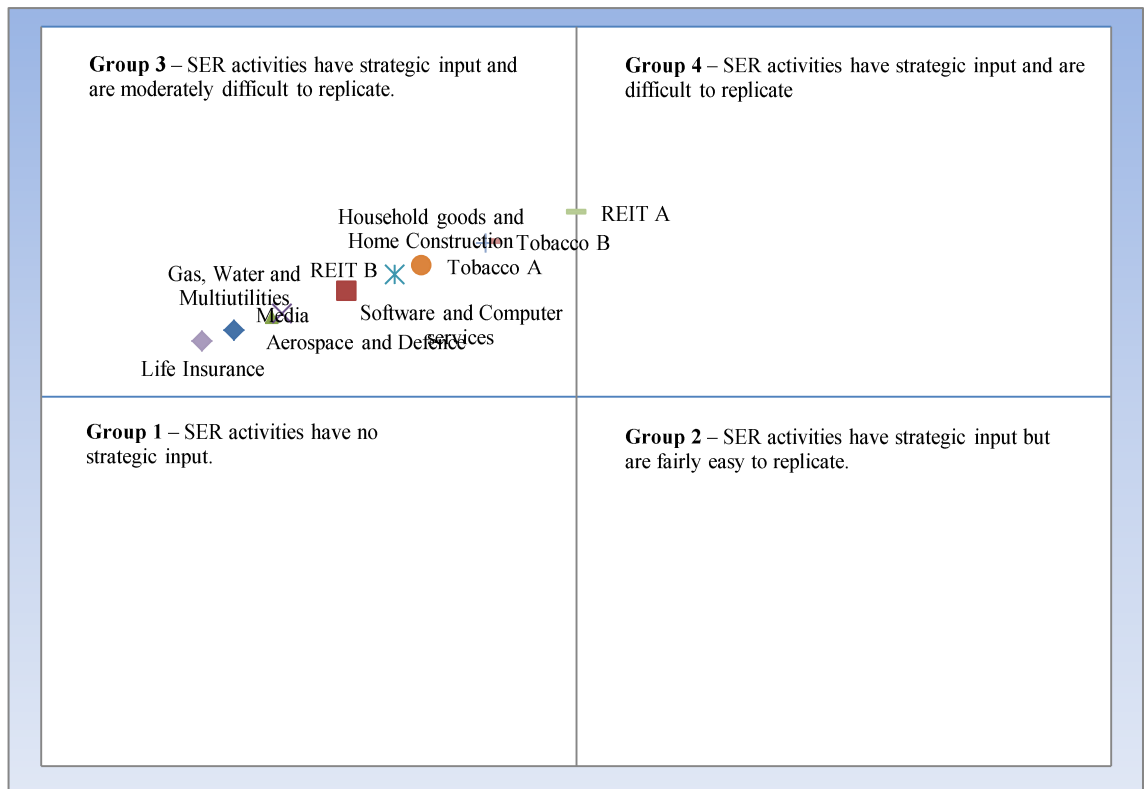 Group 3 – SER activities have strategic input and
are moderately difficult to replicate.
Group 4 – SER activities have strategic input and are
difficult to replicate
Household goods and
Home Construction
REIT A
Tobacco B
Gas, Water and
Multiutilities
REIT B
Tobacco A
Media
Software and Computer
services
Aerospace and Defence
Life Insurance
Group 1 – SER activities have no
strategic input.
Group 2 – SER activities have strategic input but
are fairly easy to replicate.